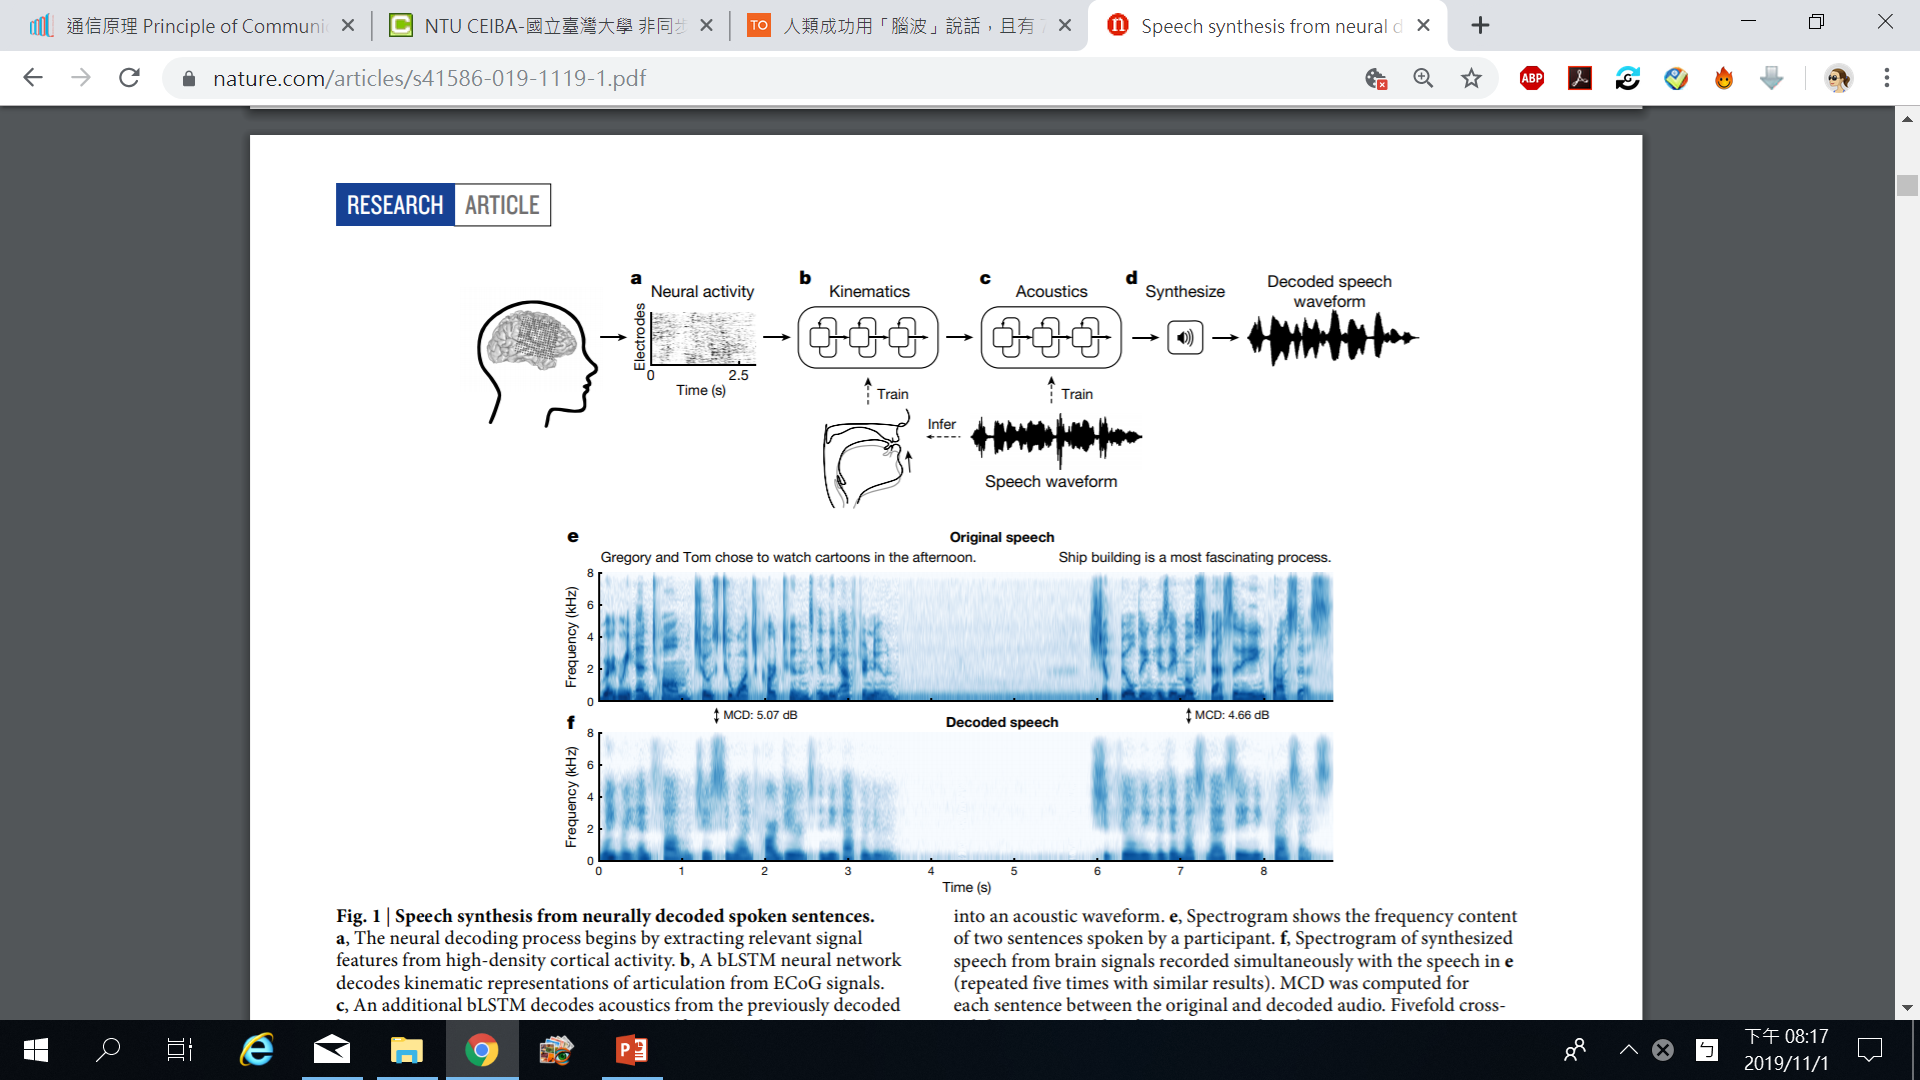 通信原理 Principle of Communi
NTU CEIBA-國立臺灣大學 非同步
TO
人類成功用「腦波」說話，且有
Speech synthesis from neural d
nature.com/articles/s41586-019-1119-1.pdf
ABP
RESEARCH ARTICLE
a
Neural activity
Electrodes
0
2.5
Time (s)
b
Kinematics
c
Acoustics
d
Synthesize
Decoded speech
waveform
Train
Train
Infer
Speech waveform
e
Original speech
Gregory and Tom chose to watch cartoons in the afternoon.
Ship building is a most fascinating process.
Frequency (kHz)
8
6
4
2
0
MCD: 5.07 dB
MCD: 4.66 dB
f
Decoded speech
Frequency (kHz)
8
6
4
2
0
0 1 2 3 4 5 6 7 8
Time (s)
Fig. 1 | Speech synthesis from neurally decoded spoken sentences.
a, The neural decoding process begins by extracting relevant signal
features from high-density cortical activity. b, A bLSTM neural network
decodes kinematic representations of articulation from ECoG signals.
c, An additional bLSTM decodes acoustics from the previously decoded
into an acoustic waveform. e, Spectrogram shows the frequency content
of two sentences spoken by a participant. f, Spectrogram of synthesized
speech from brain signals recorded simultaneously with the speech in e
(repeated five times with similar results). MCD was computed for
each sentence between the original and decoded audio. Fivefold cross-
ㄅ
下午 08:17
2019/11/1